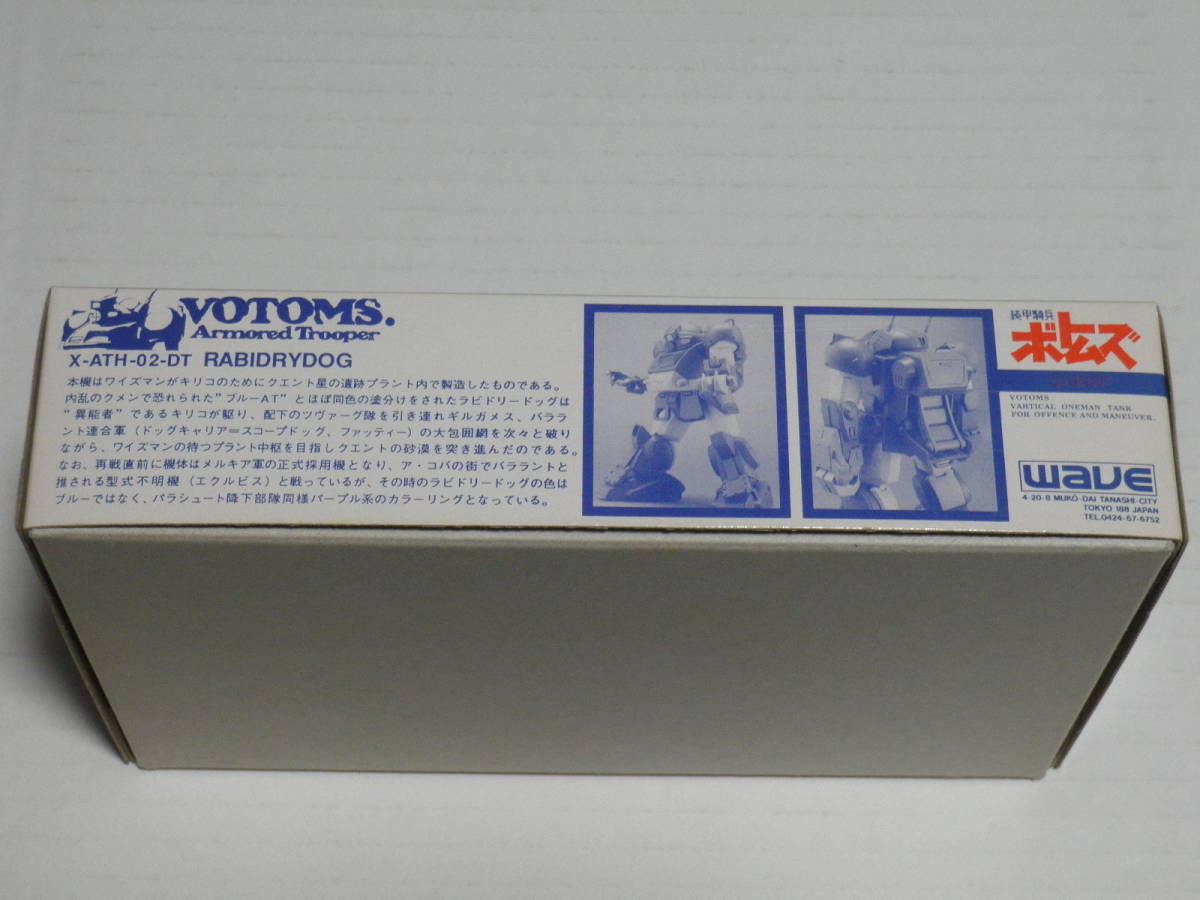 VOTOMS.
Armored Trooper
X-ATH-02-DT RABIDRYDOG
本機はワイズマンがキリコのためにクエント星の遺跡プラント内で製造したものである。
内乱のクメンで恐れられた"ブルーAT"とほぼ同色の塗分けをされたラビドリードッグは
"異能者"であるキリコが駆り、配下のツヴァーグ隊を引き連れギルガメス、バララ
ント連合軍（ドッグキャリア＝スコープドッグ、ファッティー）の大包囲網を次々と破り
ながら、ワイズマンの待つプラント中枢を目指しクエントの砂漠を突き進んだのである。
なお、再戦直前に機体はメルキア軍の正式採用機となり、ア・コバの街でバララントと
推される型式不明機（エクルビス）と戦っているが、その時のラビドリードッグの色は
ブルーではなく、パラシュート降下部隊同様パープル系のカラーリングとなっている。
装甲騎兵
ボトムズ
QUENT
VOTOMS
VARTICAL ONEMAN TANK
FOR OFFENCE AND MANEUVER.
WAVE
4-20-8 MUKO-DAI TANASHI-CITY
TOKYO 188 JAPAN
TEL.0424-67-6752